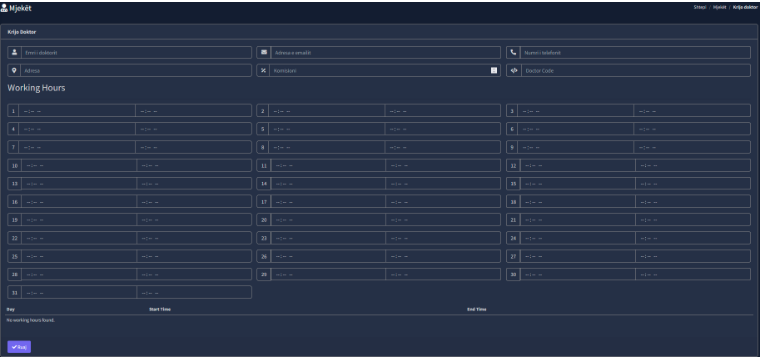 Mjekët
Shtepi / Mjekët / Krijo doktor
Krijo Doktor
Emri i doktorit Adresa e emailit Numri i telefonit
Adresa Fjalëkalimi Doctor Code
Working Hours
1 --:-- -- --:-- -- 2 --:-- -- --:-- -- 3 --:-- -- --:-- --
4 --:-- -- --:-- -- 5 --:-- -- --:-- -- 6 --:-- -- --:-- --
7 --:-- -- --:-- -- 8 --:-- -- --:-- -- 9 --:-- -- --:-- --
10 --:-- -- --:-- -- 11 --:-- -- --:-- -- 12 --:-- -- --:-- --
13 --:-- -- --:-- -- 14 --:-- -- --:-- -- 15 --:-- -- --:-- --
16 --:-- -- --:-- -- 17 --:-- -- --:-- -- 18 --:-- -- --:-- --
19 --:-- -- --:-- -- 20 --:-- -- --:-- -- 21 --:-- -- --:-- --
22 --:-- -- --:-- -- 23 --:-- -- --:-- -- 24 --:-- -- --:-- --
25 --:-- -- --:-- -- 26 --:-- -- --:-- -- 27 --:-- -- --:-- --
28 --:-- -- --:-- -- 29 --:-- -- --:-- -- 30 --:-- -- --:-- --
31 --:-- -- --:-- --
Day Start Time End Time
No working hours found.
Ruaj